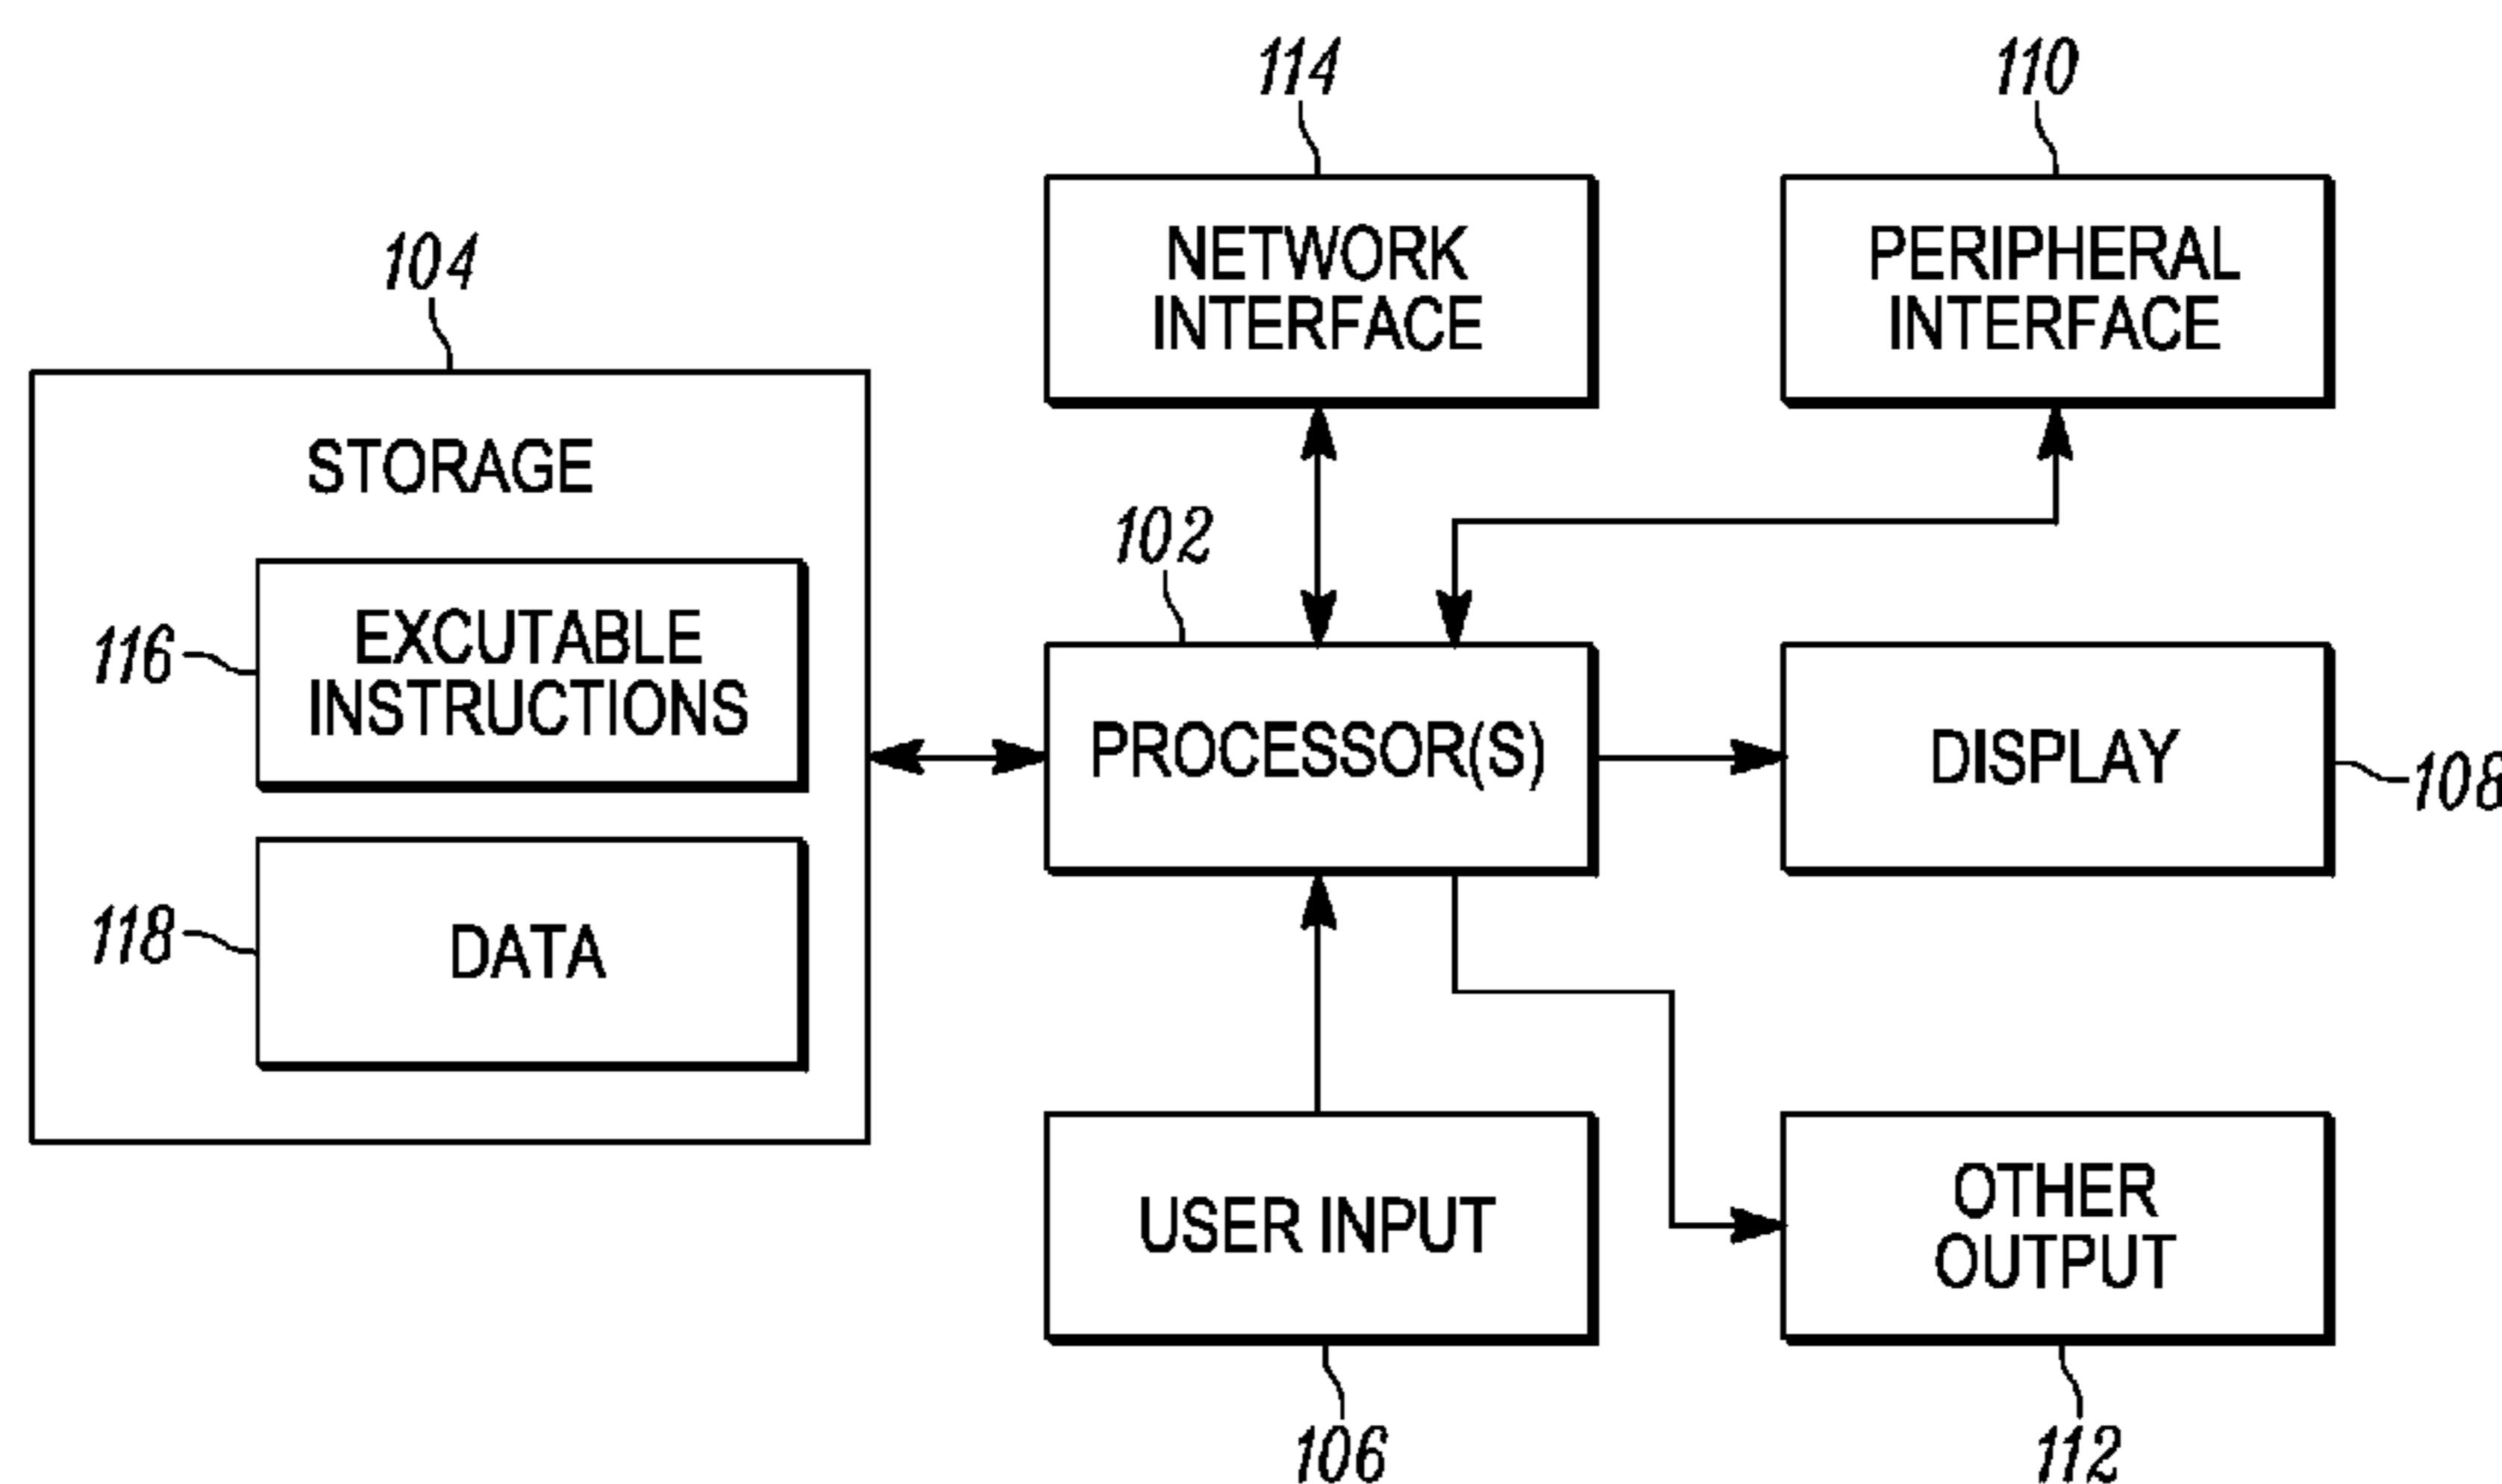 114
110
NETWORK
INTERFACE
PERIPHERAL
INTERFACE
104
STORAGE
102
116
EXCUTABLE
INSTRUCTIONS
PROCESSOR(S)
DISPLAY
108
118
DATA
USER INPUT
OTHER
OUTPUT
106
112